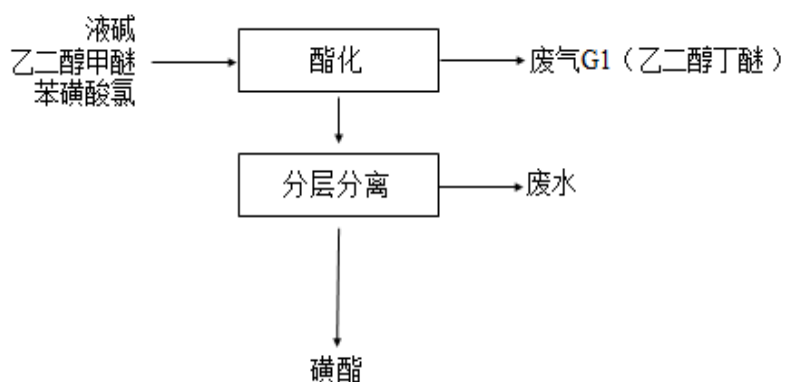 液碱
乙二醇甲醚
苯磺酸氯
酯化
废气G1（乙二醇丁醚）
分层分离
废水
磺酯